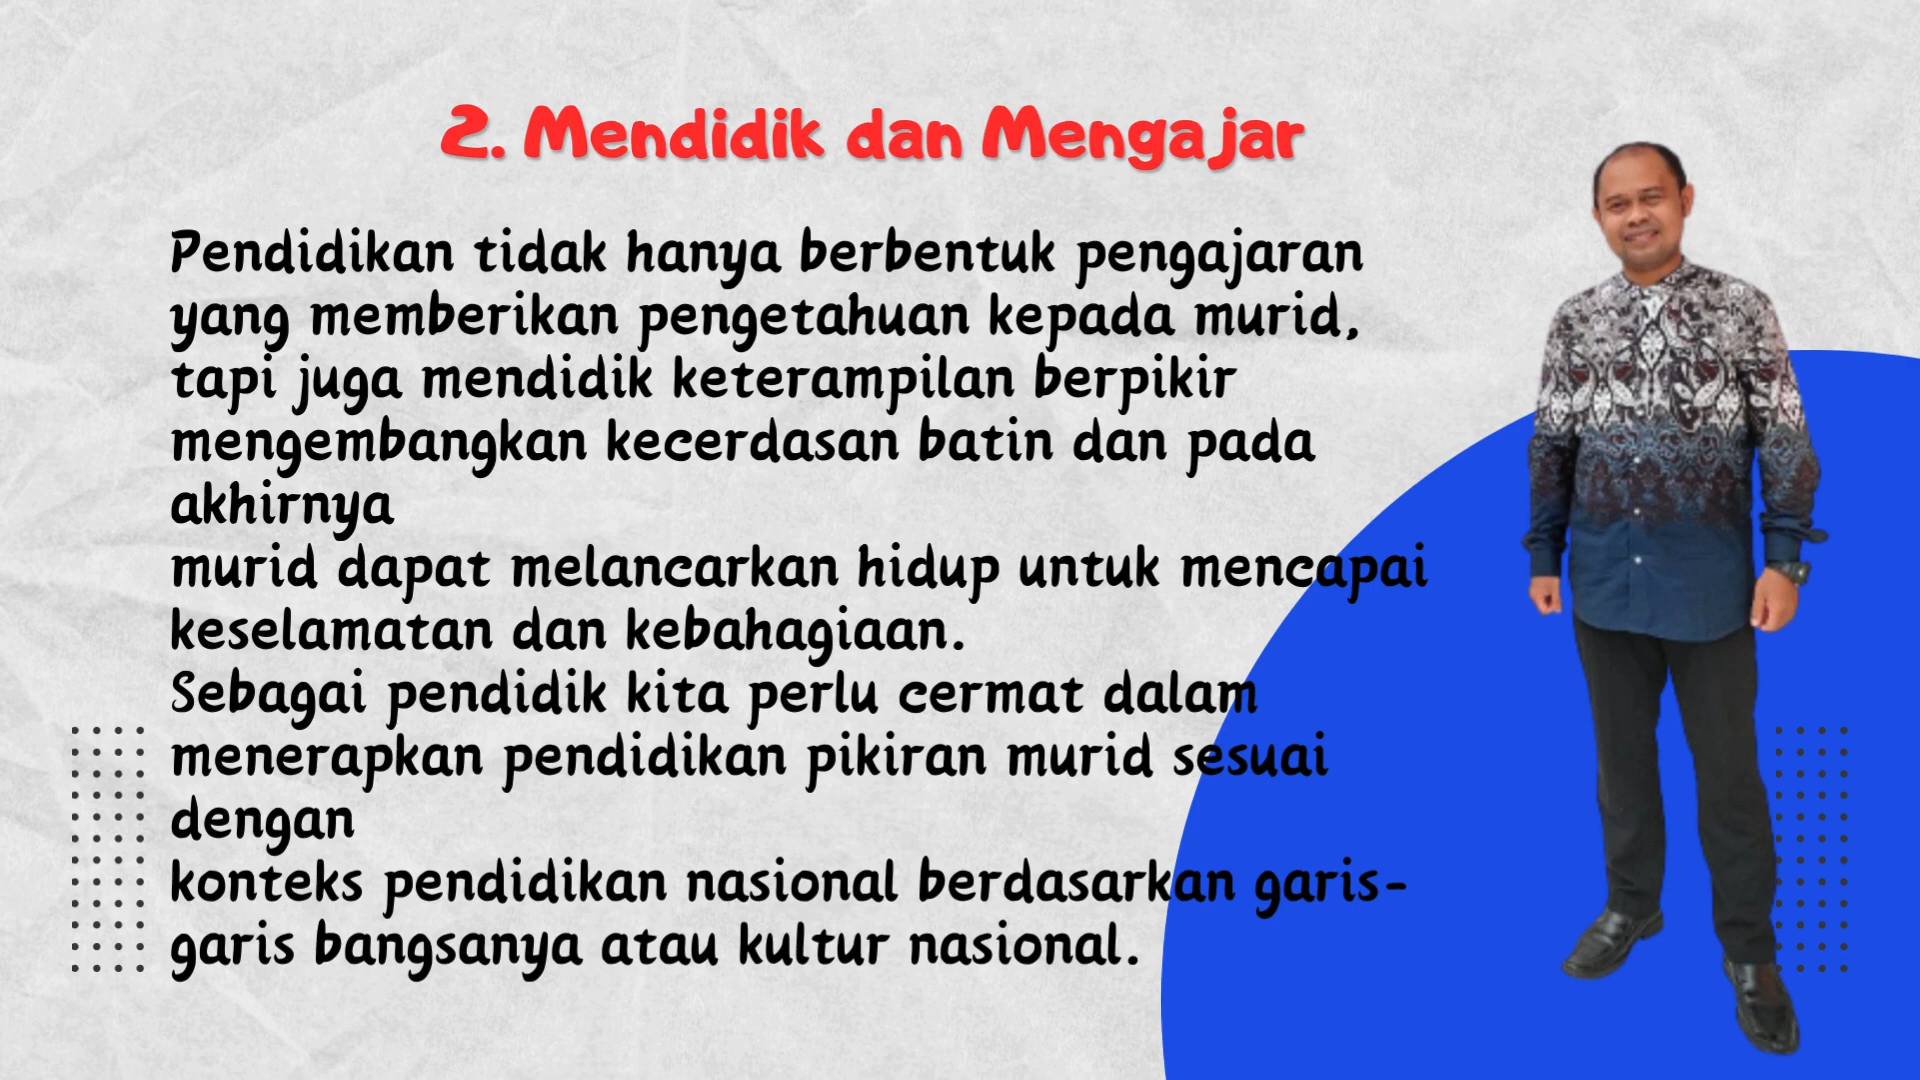 2. Mendidik dan Mengajar
Pendidikan tidak hanya berbentuk pengajaran
yang memberikan pengetahuan kepada murid,
tapi juga mendidik keterampilan berpikir
mengembangkan kecerdasan batin dan pada
akhirnya
murid dapat melancarkan hidup untuk mencapai
keselamatan dan kebahagiaan.
Sebagai pendidik kita perlu cermat dalam
menerapkan pendidikan pikiran murid sesuai
dengan
konteks pendidikan nasional berdasarkan garis-
garis bangsanya atau kultur nasional.